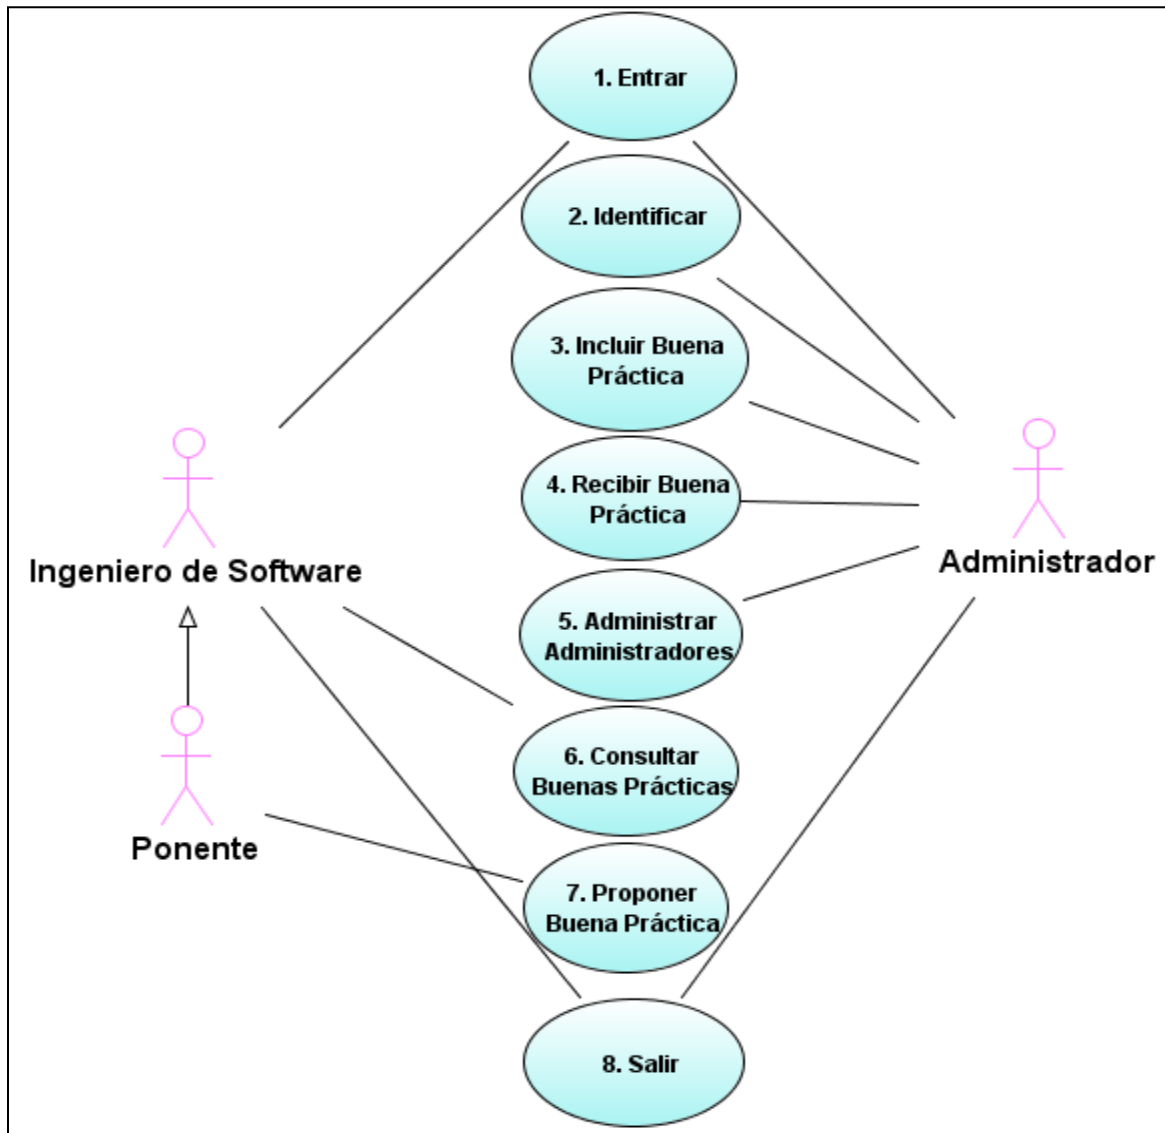 1. Entrar
2. Identificar
3. Incluir Buena
Práctica
4. Recibir Buena
Práctica
Ingeniero de Software
Administrador
5. Administrar
Administradores
6. Consultar
Buenas Prácticas
Ponente
7. Proponer
Buena Práctica
8. Salir